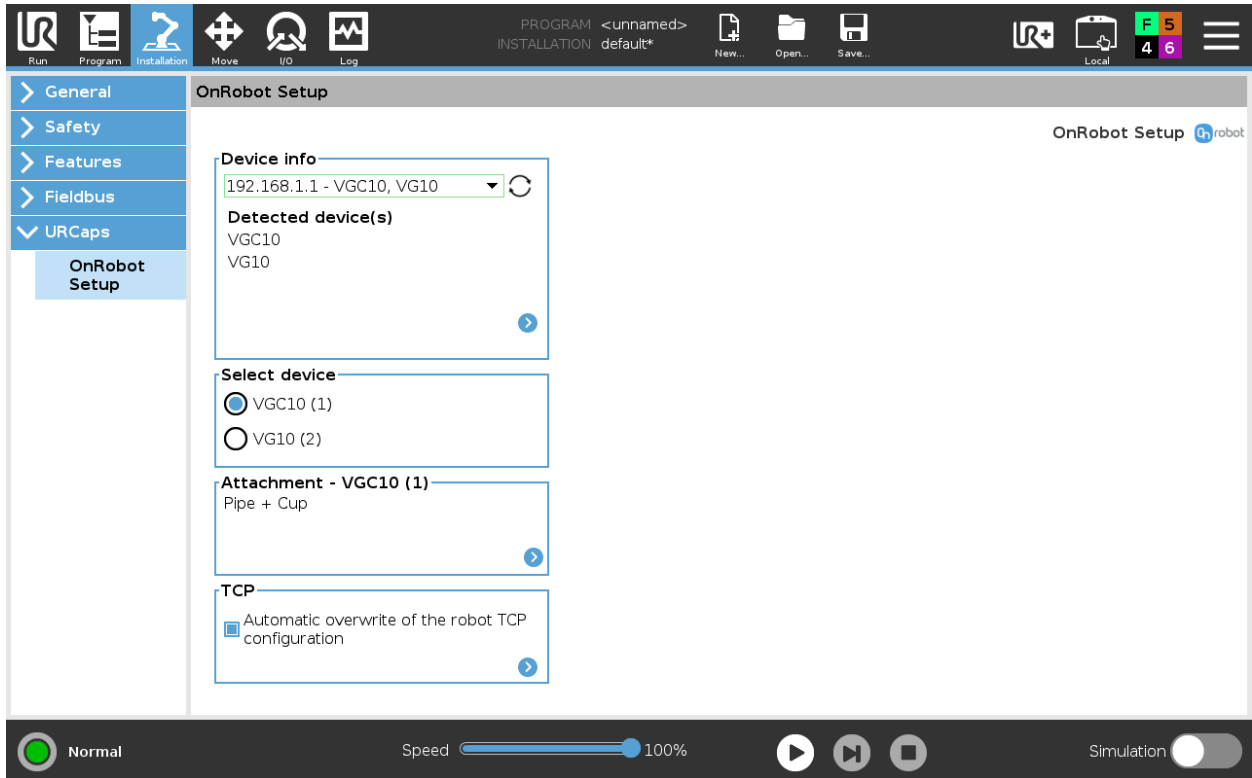 PROGRAM <unnamed>
INSTALLATION default*
UR
UR+
F 5
4 6
Run Program Installation Move I/O Log New... Open... Save... Local
General
Safety
Features
Fieldbus
URCaps
OnRobot
Setup
OnRobot Setup
OnRobot Setup On robot
Device info
192.168.1.1 - VGC10, VG10
Detected device(s)
VGC10
VG10
Select device
VGC10 (1)
VG10 (2)
Attachment - VGC10 (1)
Pipe + Cup
TCP
Automatic overwrite of the robot TCP
configuration
Normal Speed 100% Simulation